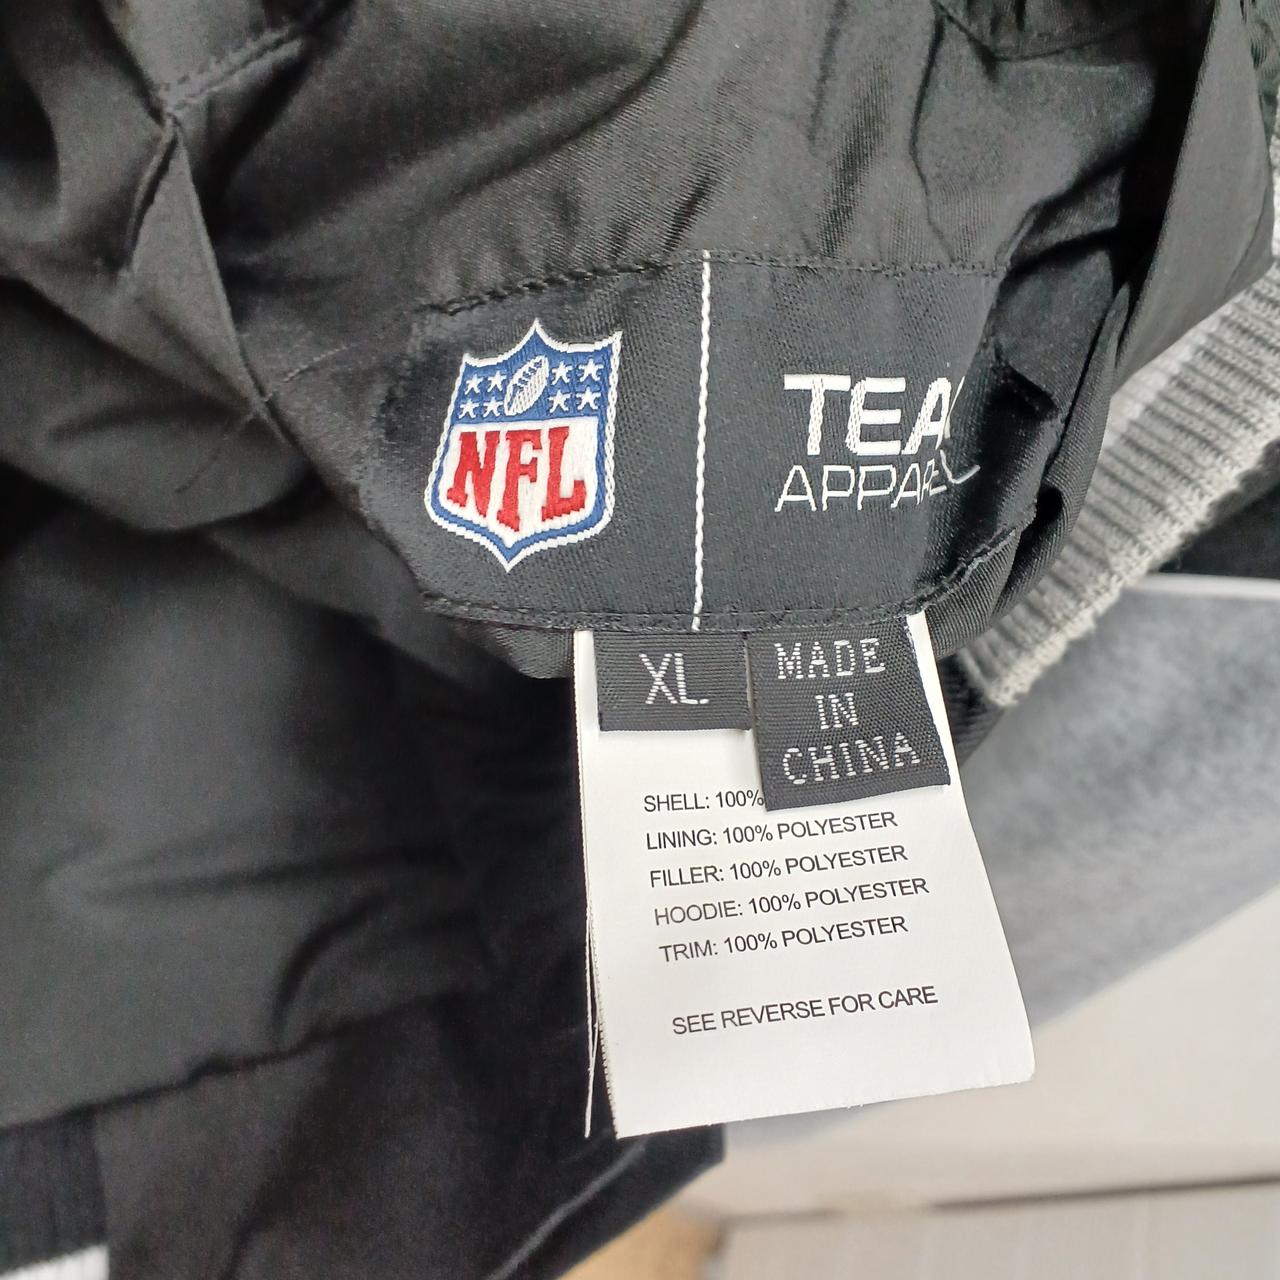 NFL
TEA
APPAREL
XL
MADE
IN
CHINA
SHELL: 100%
LINING: 100% POLYESTER
FILLER: 100% POLYESTER
HOODIE: 100% POLYESTER
TRIM: 100% POLYESTER
SEE REVERSE FOR CARE